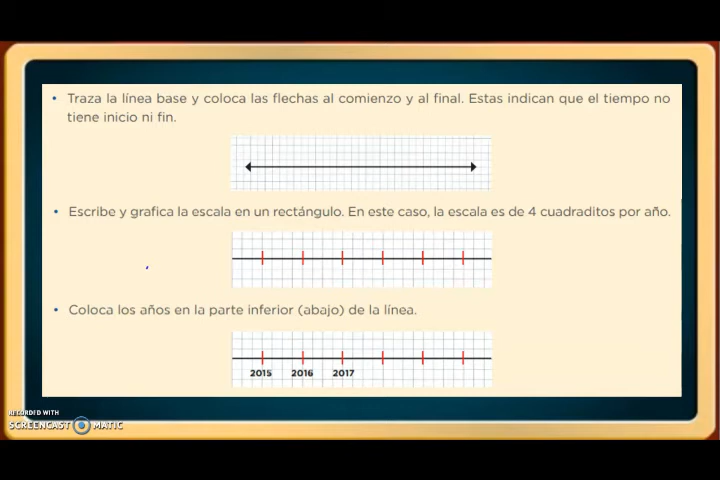 • Traza la línea base y coloca las flechas al comienzo y al final. Estas indican que el tiempo no
tiene inicio ni fin.
• Escribe y grafica la escala en un rectángulo. En este caso, la escala es de 4 cuadraditos por año.
• Coloca los años en la parte inferior (abajo) de la línea.
2015 2016 2017
RECORDED WITH
SCREENCAST MATIC